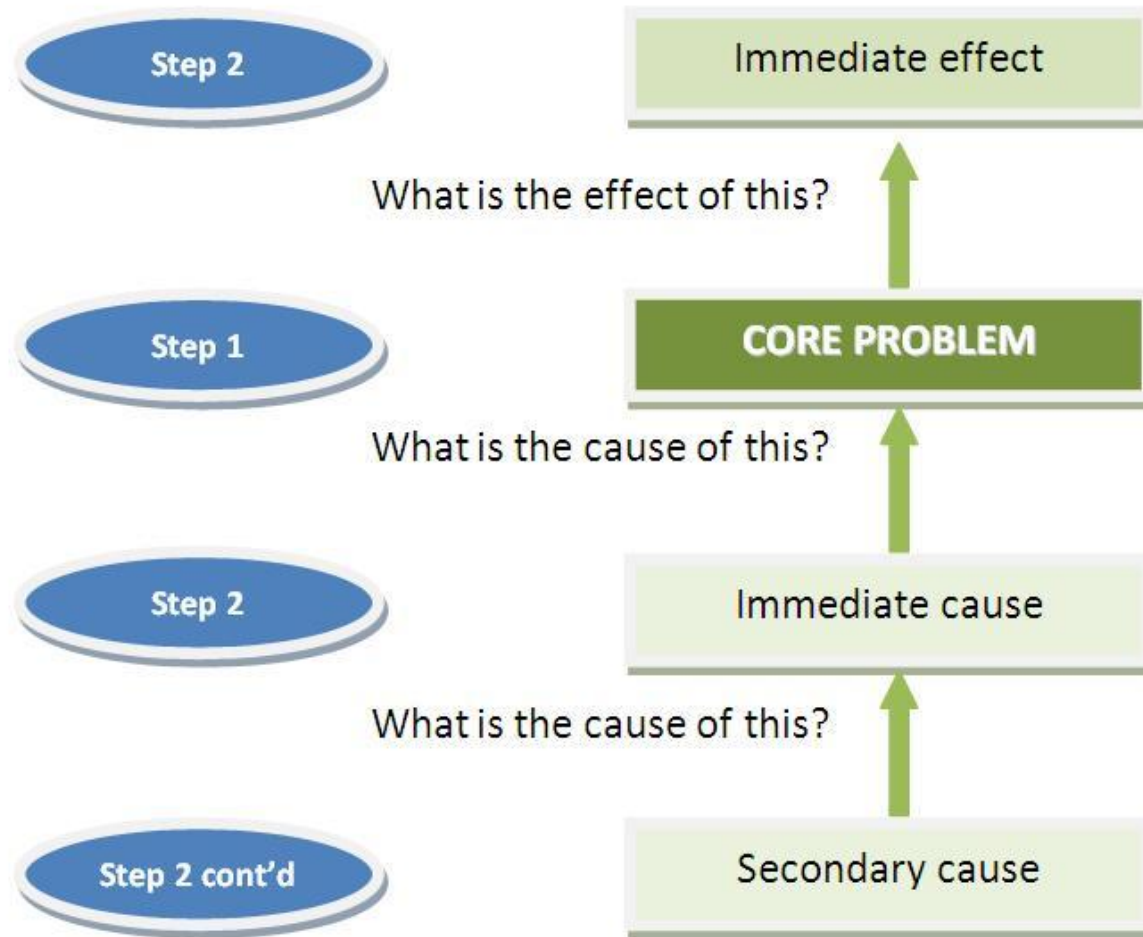 Step 2
Immediate effect
What is the effect of this?
Step 1
CORE PROBLEM
What is the cause of this?
Step 2
Immediate cause
What is the cause of this?
Step 2 cont'd
Secondary cause